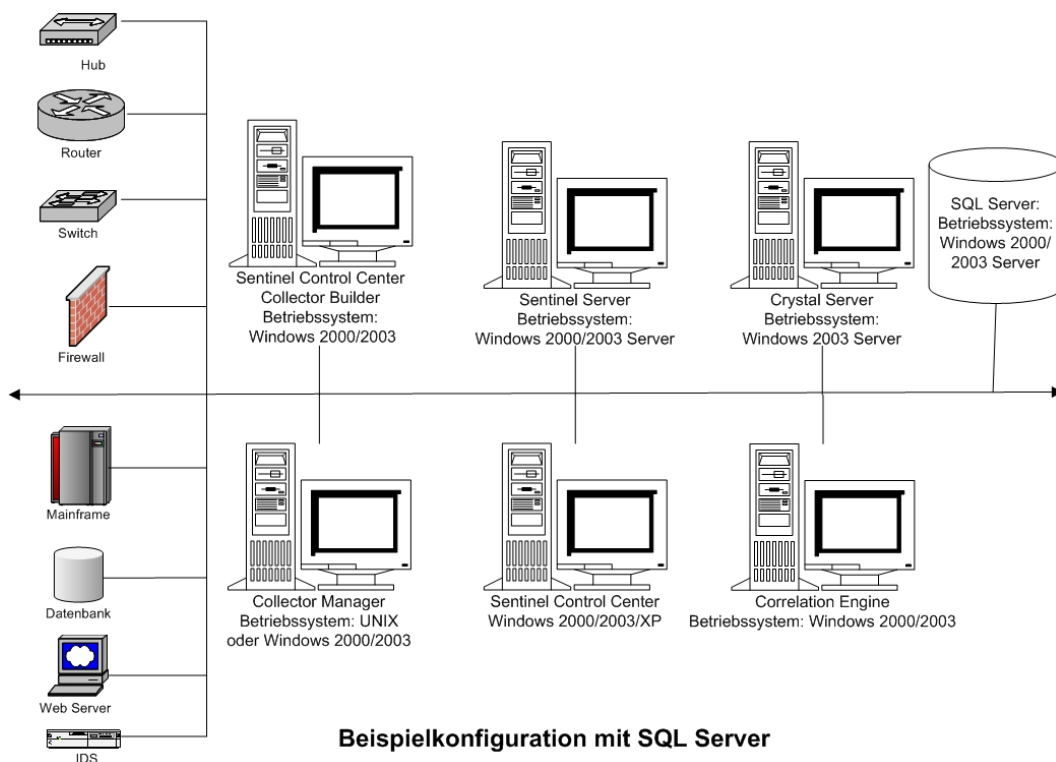 Hub
Router
Switch
Firewall
Mainframe
Datenbank
Web Server
IDS
Sentinel Control Center
Collector Builder
Betriebssystem:
Windows 2000/2003
Sentinel Server
Betriebssystem:
Windows 2000/2003 Server
Crystal Server
Betriebssystem:
Windows 2003 Server
SQL Server:
Betriebssystem:
Windows 2000/
2003 Server
Collector Manager
Betriebssystem: UNIX
oder Windows 2000/2003
Sentinel Control Center
Windows 2000/2003/XP
Correlation Engine
Betriebssystem: Windows 2000/2003
Beispielkonfiguration mit SQL Server